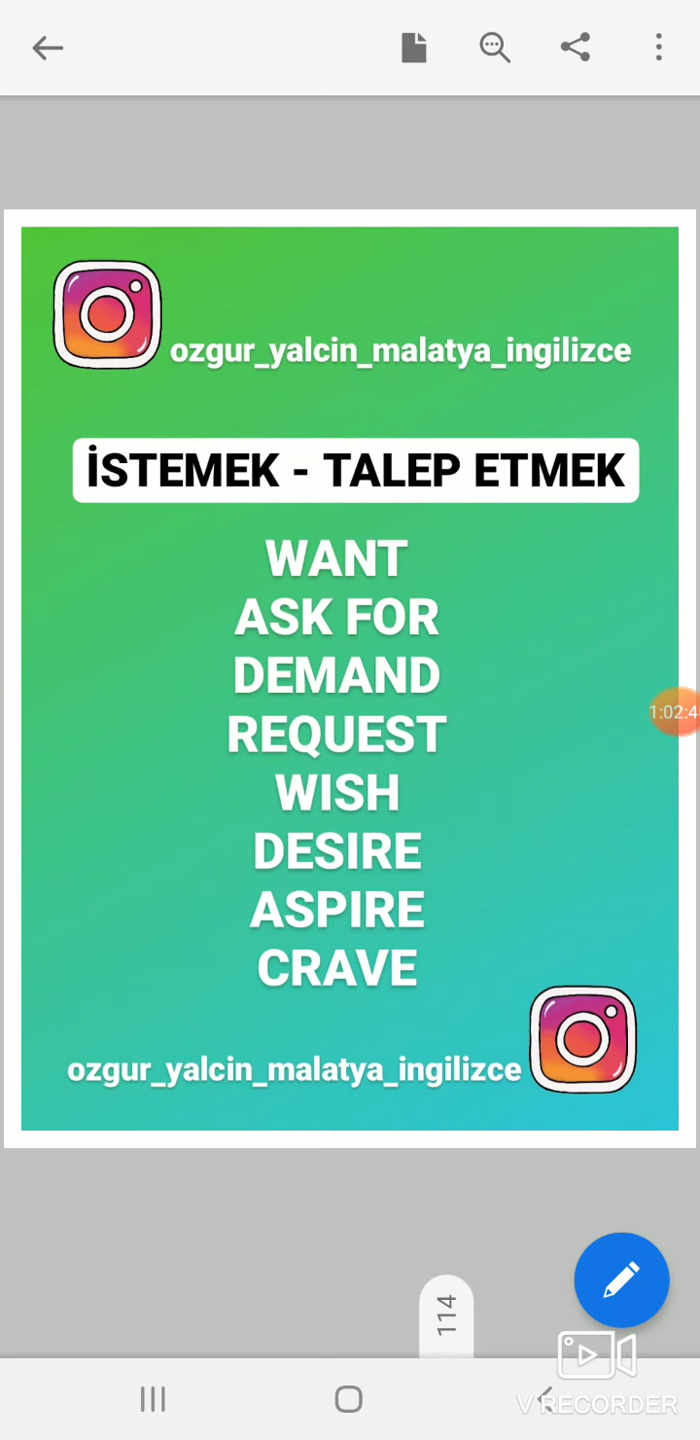 ozgur_yalcin_malatya_ingilizce
İSTEMEK - TALEP ETMEK
WANT
ASK FOR
DEMAND
REQUEST
WISH
DESIRE
ASPIRE
CRAVE
ozgur_yalcin_malatya_ingilizce
114
V RECORDER